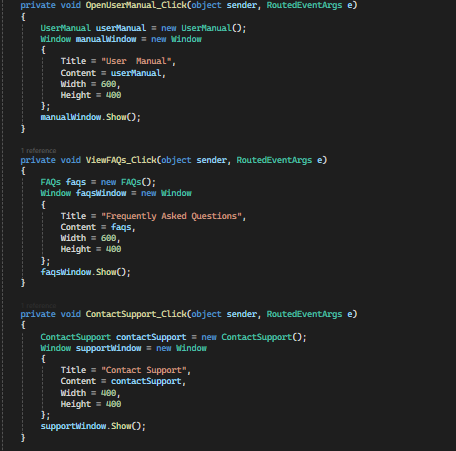 private void OpenUserManual_Click(object sender, RoutedEventArgs e)
{
UserManual userManual = new UserManual();
Window manualWindow = new Window
{
Title = "User  Manual",
Content = userManual,
Width = 600,
Height = 400
};
manualWindow.Show();
}
1 reference
private void ViewFAQs_Click(object sender, RoutedEventArgs e)
{
FAQs faqs = new FAQs();
Window faqsWindow = new Window
{
Title = "Frequently Asked Questions",
Content = faqs,
Width = 600,
Height = 400
};
faqsWindow.Show();
}
private void ContactSupport_Click(object sender, RoutedEventArgs e)
{
ContactSupport contactSupport = new ContactSupport();
Window supportWindow = new Window
{
Title = "Contact Support",
Content = contactSupport,
Width = 400,
Height = 400
};
supportWindow.Show();
}